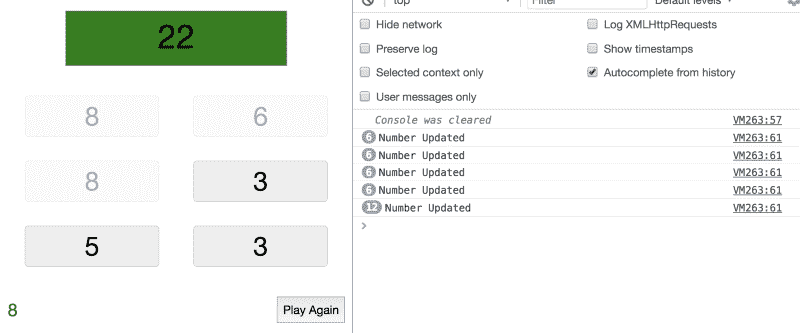 22
8 6
8 3
5 3
8 Play Again
top Filter Default levels
Hide network Log XMLHttpRequests
Preserve log Show timestamps
Selected context only Autocomplete from history
User messages only
Console was cleared VM263:57
6 Number Updated VM263:61
6 Number Updated VM263:61
6 Number Updated VM263:61
6 Number Updated VM263:61
12 Number Updated VM263:61